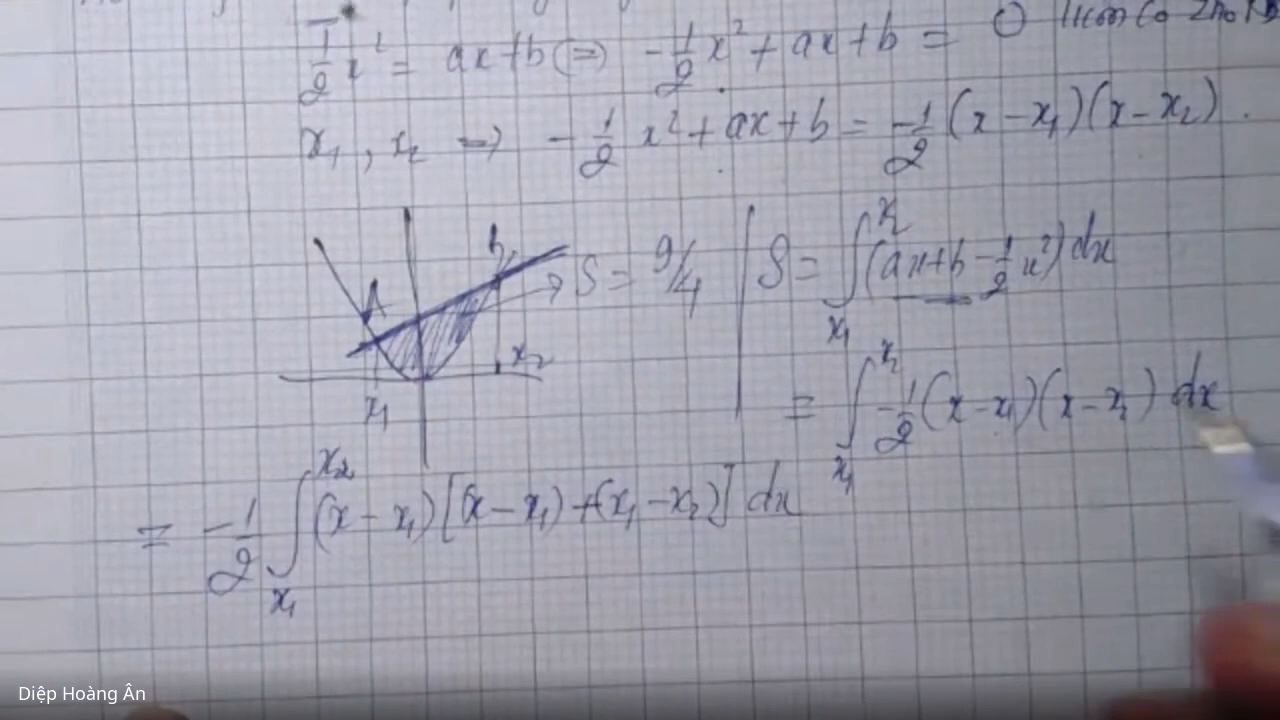 1/2 x² = ax+b (=) -1/2 x² + ax + b = 0
x₁, x₂ => -1/2 x² + ax + b = -1/2 (x - x₁)(x - x₂).
A
S = 9/4
x₁
x₂
S = ∫_{x₁}^{x₂} (ax+b - 1/2 x²) dx
= ∫_{x₁}^{x₂} -1/2 (x - x₁)(x - x₂) dx
= -1/2 ∫_{x₁}^{x₂} (x - x₁)[(x - x₁) + (x₁ - x₂)] dx
Diệp Hoàng Ân